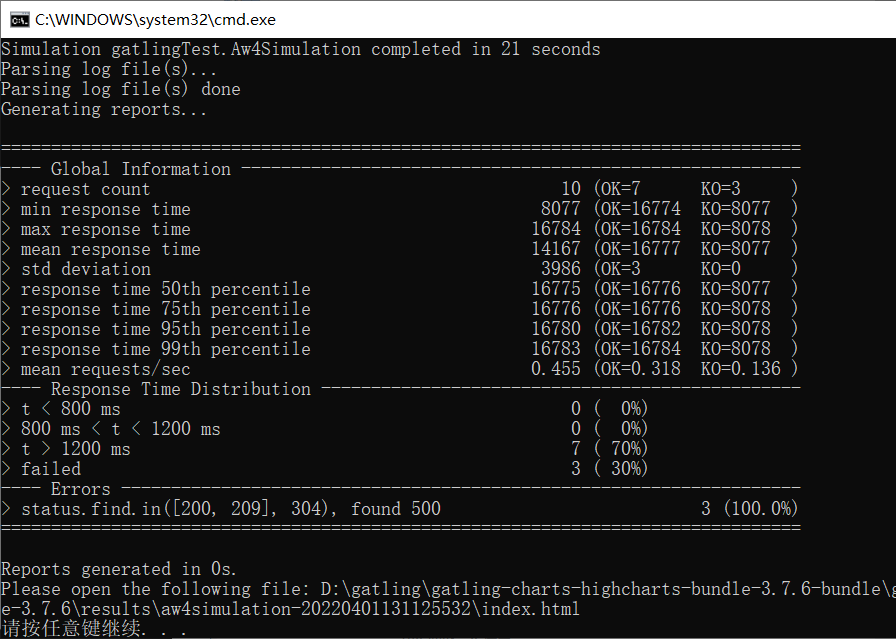 C:\WINDOWS\system32\cmd.exe
Simulation gatlingTest.Aw4Simulation completed in 21 seconds
Parsing log file(s)...
Parsing log file(s) done
Generating reports...
================================================================================
---- Global Information --------------------------------------------------------
> request count                                         10 (OK=7      KO=3     )
> min response time                                   8077 (OK=16774  KO=8077  )
> max response time                                  16784 (OK=16784  KO=8078  )
> mean response time                                 14167 (OK=16777  KO=8077  )
> std deviation                                       3986 (OK=3      KO=0     )
> response time 50th percentile                      16775 (OK=16776  KO=8077  )
> response time 75th percentile                      16776 (OK=16776  KO=8078  )
> response time 95th percentile                      16780 (OK=16782  KO=8078  )
> response time 99th percentile                      16783 (OK=16784  KO=8078  )
> mean requests/sec                                  0.455 (OK=0.318  KO=0.136 )
---- Response Time Distribution ------------------------------------------------
> t < 800 ms                                             0 (  0%)
> 800 ms < t < 1200 ms                                   0 (  0%)
> t > 1200 ms                                            7 ( 70%)
> failed                                                 3 ( 30%)
---- Errors --------------------------------------------------------------------
> status.find.in([200, 209], 304), found 500                          3 (100.0%)
================================================================================
Reports generated in 0s.
Please open the following file: D:\gatling\gatling-charts-highcharts-bundle-3.7.6-bundle\g
e-3.7.6\results\aw4simulation-20220401131125532\index.html
请按任意键继续. . .